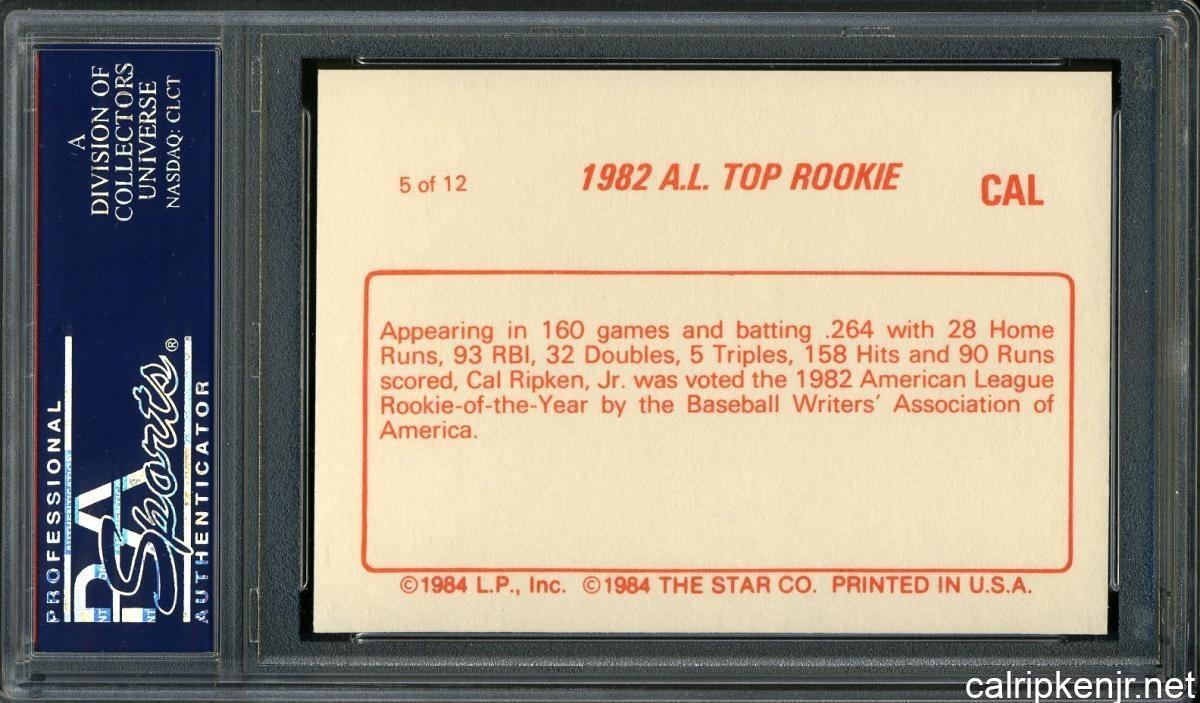 A
DIVISION OF
COLLECTORS
UNIVERSE
NASDAQ: CLCT
PROFESSIONAL
PSA
Sports®
AUTHENTICATOR
5 of 12
1982 A.L. TOP ROOKIE
CAL
Appearing in 160 games and batting .264 with 28 Home
Runs, 93 RBI, 32 Doubles, 5 Triples, 158 Hits and 90 Runs
scored, Cal Ripken, Jr. was voted the 1982 American League
Rookie-of-the-Year by the Baseball Writers' Association of
America.
©1984 L.P., Inc. ©1984 THE STAR CO. PRINTED IN U.S.A.
calripkenjr.net